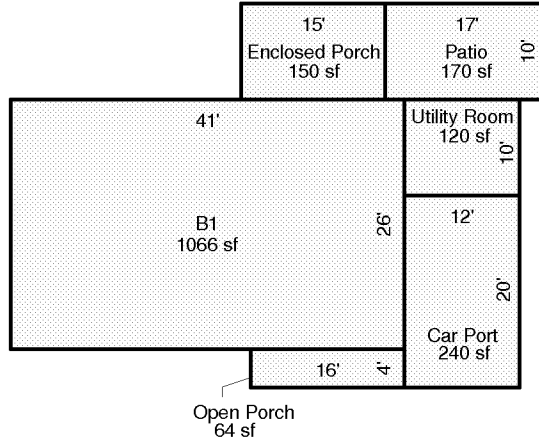 15'
Enclosed Porch
150 sf
17'
Patio
170 sf
10'
41'
B1
1066 sf
26'
Utility Room
120 sf
10'
12'
20'
Car Port
240 sf
16'
4'
Open Porch
64 sf